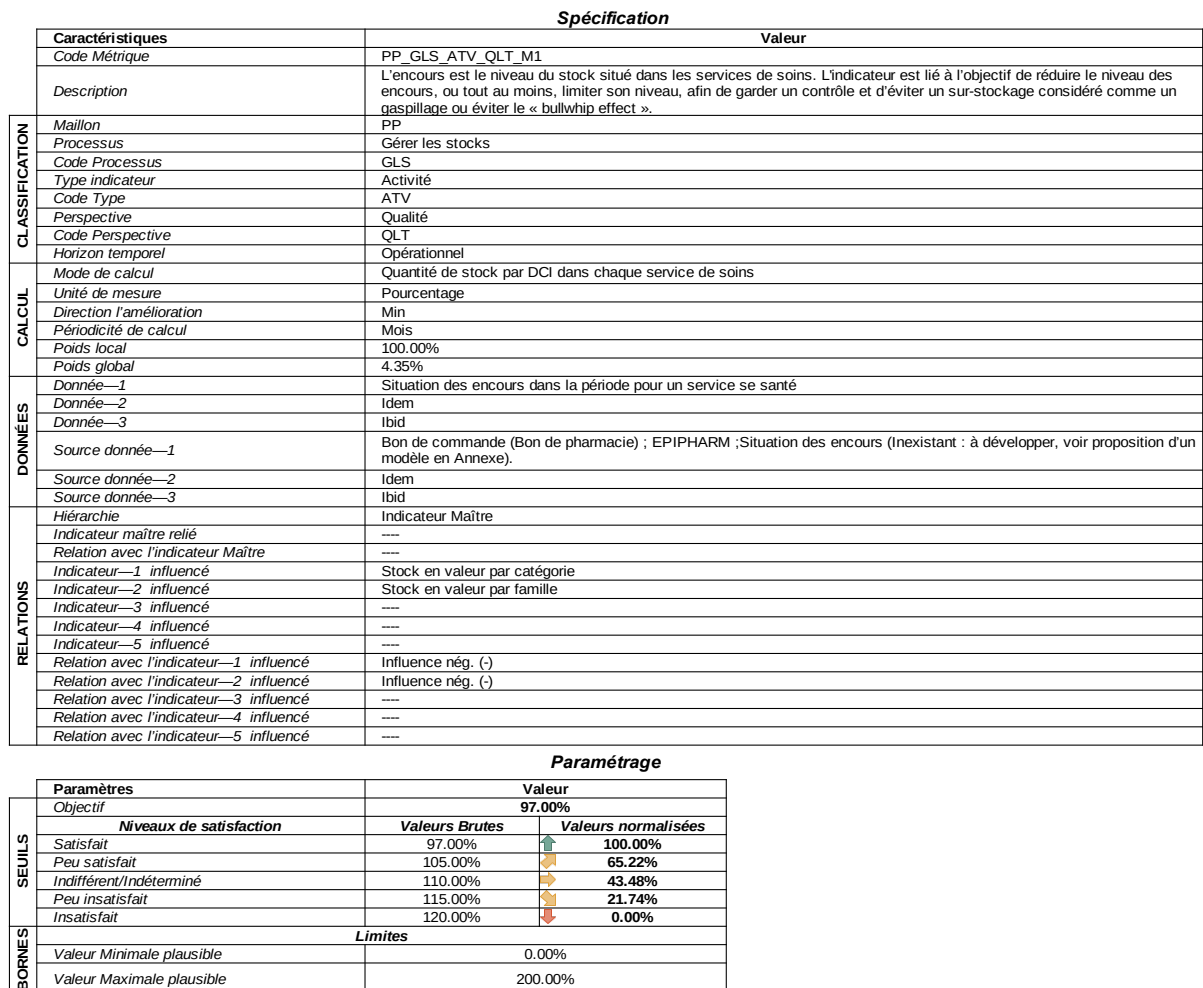 Spécification
Caractéristiques Valeur
Code Métrique PP_GLS_ATV_QLT_M1
L'encours est le niveau du stock situé dans les services de soins. L'indicateur est lié à l'objectif de réduire le niveau des
Description encours, ou tout au moins, limiter son niveau, afin de garder un contrôle et d'éviter un sur-stockage considéré comme un
gaspillage ou éviter le « bullwhip effect ».
CLASSIFICATION
Maillon PP
Processus Gérer les stocks
Code Processus GLS
Type indicateur Activité
Code Type ATV
Perspective Qualité
Code Perspective QLT
Horizon temporel Opérationnel
CALCUL
Mode de calcul Quantité de stock par DCI dans chaque service de soins
Unité de mesure Pourcentage
Direction l'amélioration Min
Périodicité de calcul Mois
Poids local 100.00%
Poids global 4.35%
DONNÉES
Donnée—1 Situation des encours dans la période pour un service se santé
Donnée—2 Idem
Donnée—3 Ibid
Source donnée—1 Bon de commande (Bon de pharmacie) ; EPIPHARM ;Situation des encours (Inexistant : à développer, voir proposition d'un
modèle en Annexe).
Source donnée—2 Idem
Source donnée—3 Ibid
RELATIONS
Hiérarchie Indicateur Maître
Indicateur maître relié ----
Relation avec l'indicateur Maître ----
Indicateur—1 influencé Stock en valeur par catégorie
Indicateur—2 influencé Stock en valeur par famille
Indicateur—3 influencé ----
Indicateur—4 influencé ----
Indicateur—5 influencé ----
Relation avec l'indicateur—1 influencé Influence nég. (-)
Relation avec l'indicateur—2 influencé Influence nég. (-)
Relation avec l'indicateur—3 influencé ----
Relation avec l'indicateur—4 influencé ----
Relation avec l'indicateur—5 influencé ----
Paramétrage
Paramètres Valeur
SEUILS
Objectif 97.00%
Niveaux de satisfaction Valeurs Brutes Valeurs normalisées
Satisfait 97.00% 100.00%
Peu satisfait 105.00% 65.22%
Indifférent/Indéterminé 110.00% 43.48%
Peu insatisfait 115.00% 21.74%
Insatisfait 120.00% 0.00%
BORNES
Limites
Valeur Minimale plausible 0.00%
Valeur Maximale plausible 200.00%